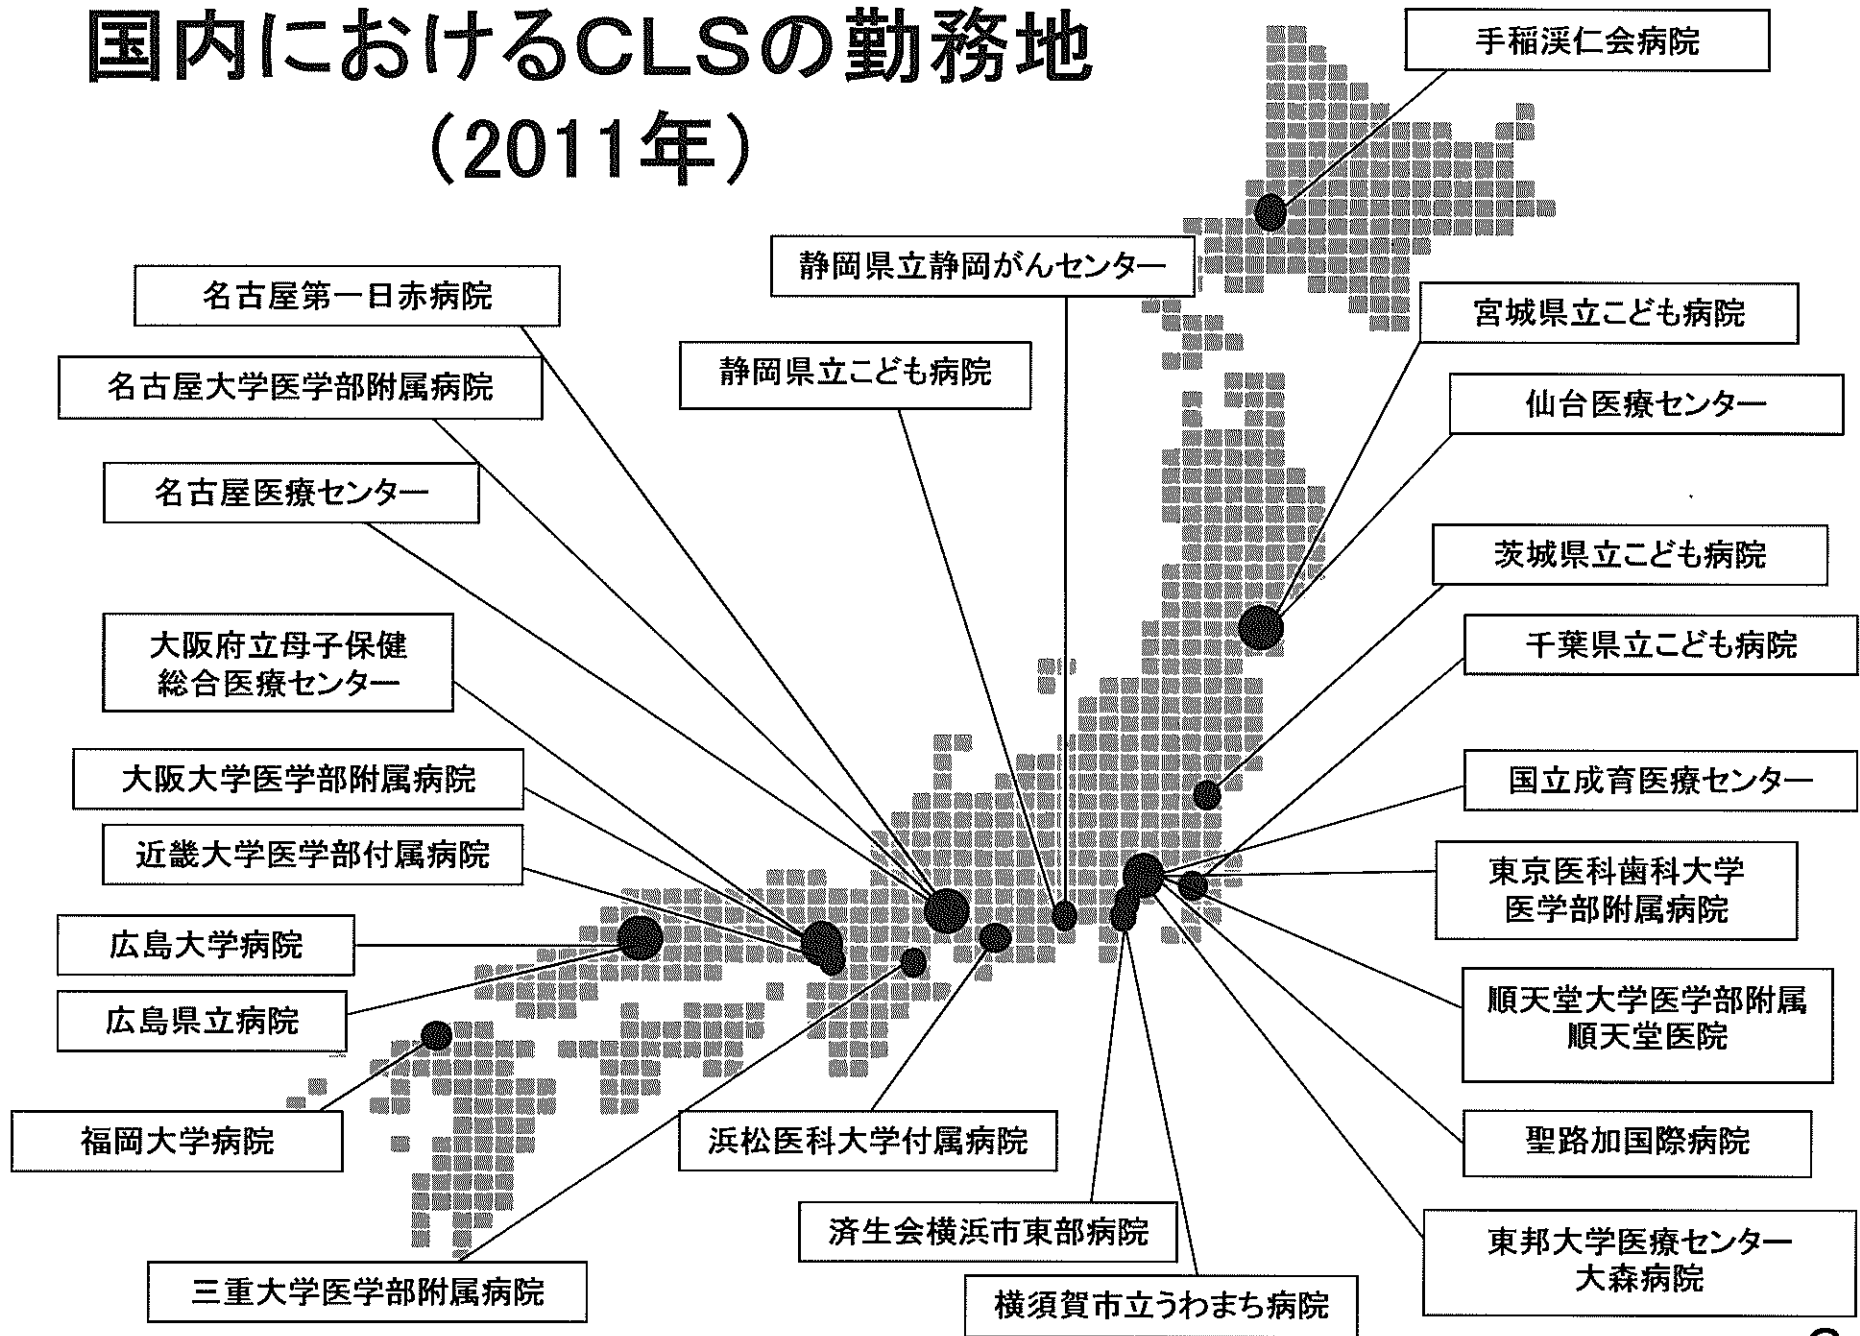 国内におけるCLSの勤務地
（2011年）
手稲渓仁会病院
静岡県立静岡がんセンター
名古屋第一日赤病院
宮城県立こども病院
静岡県立こども病院
名古屋大学医学部附属病院
仙台医療センター
名古屋医療センター
茨城県立こども病院
大阪府立母子保健
総合医療センター
千葉県立こども病院
大阪大学医学部附属病院
国立成育医療センター
近畿大学医学部付属病院
東京医科歯科大学
医学部附属病院
広島大学病院
広島県立病院
順天堂大学医学部附属
順天堂医院
福岡大学病院
浜松医科大学付属病院
聖路加国際病院
済生会横浜市東部病院
東邦大学医療センター
大森病院
三重大学医学部附属病院
横須賀市立うわまち病院